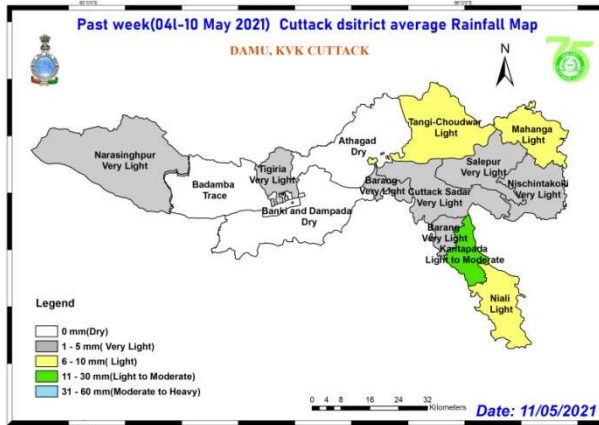 Past week(04l-10 May 2021) Cuttack dsitrict average Rainfall Map
DAMU, KVK CUTTACK
N
75
Tangi-Choudwar
Light
Mahanga
Light
Athagad
Dry
Narasinghpur
Very Light
Badamba
Trace
Tigiria
Very Light
Banki and Dampada
Dry
Barang
Very Light
Salepur
Very Light
Nischintakoili
Very Light
Cuttack Sadar
Very Light
Barang
Very Light
Kantapada
Light to Moderate
Niali
Light
Legend
0 mm(Dry)
1 - 5 mm( Very Light)
6 - 10 mm( Light)
11 - 30 mm(Light to Moderate)
31 - 60 mm(Moderate to Heavy)
0 4 8 16 24 32
Kilometers
Date: 11/05/2021